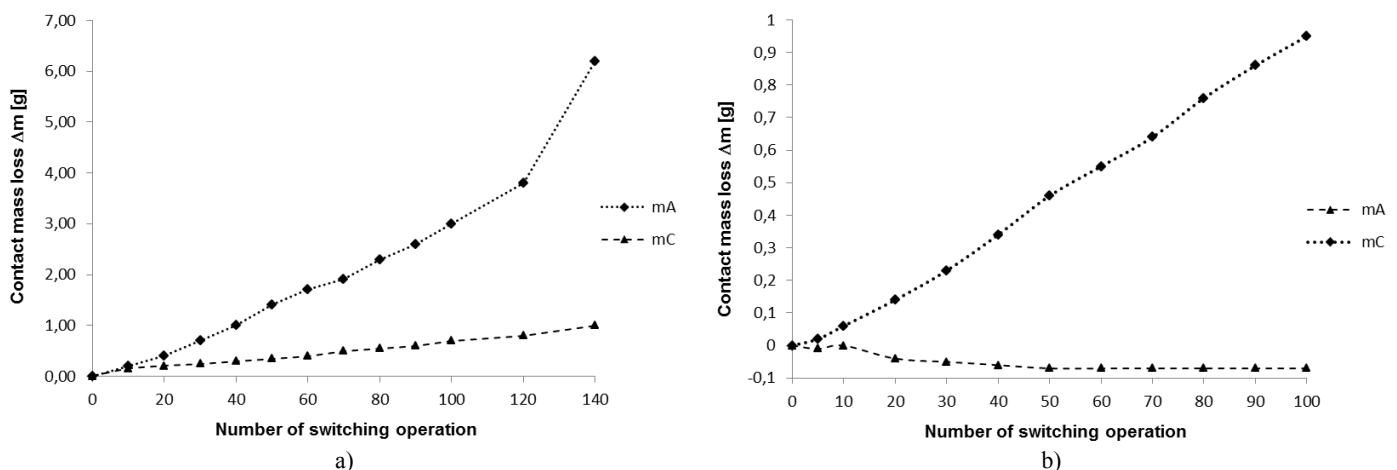 7,00
6,00
5,00
4,00
3,00
2,00
1,00
0,00
Contact mass loss Δm [g]
0 20 40 60 80 100 120 140
Number of switching operation
mA
mC
a)
1
0,9
0,8
0,7
0,6
0,5
0,4
0,3
0,2
0,1
0
-0,1
Contact mass loss Δm [g]
0 10 20 30 40 50 60 70 80 90 100
Number of switching operation
mA
mC
b)